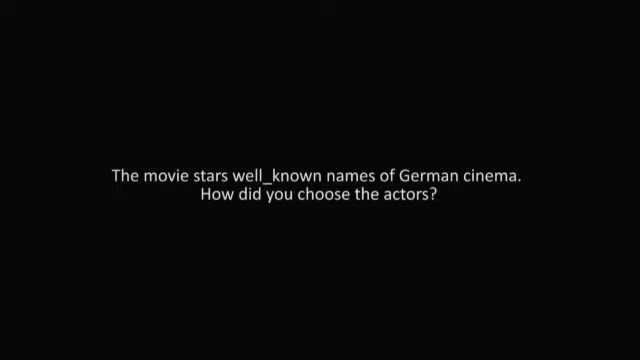 The movie stars well_known names of German cinema.
How did you choose the actors?